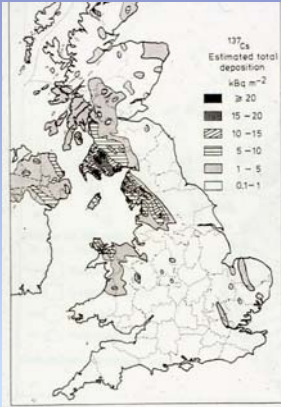 137Cs
Estimated total
deposition
kBq m-2
≥ 20
15 - 20
10 - 15
5 - 10
1 - 5
0.1 - 1